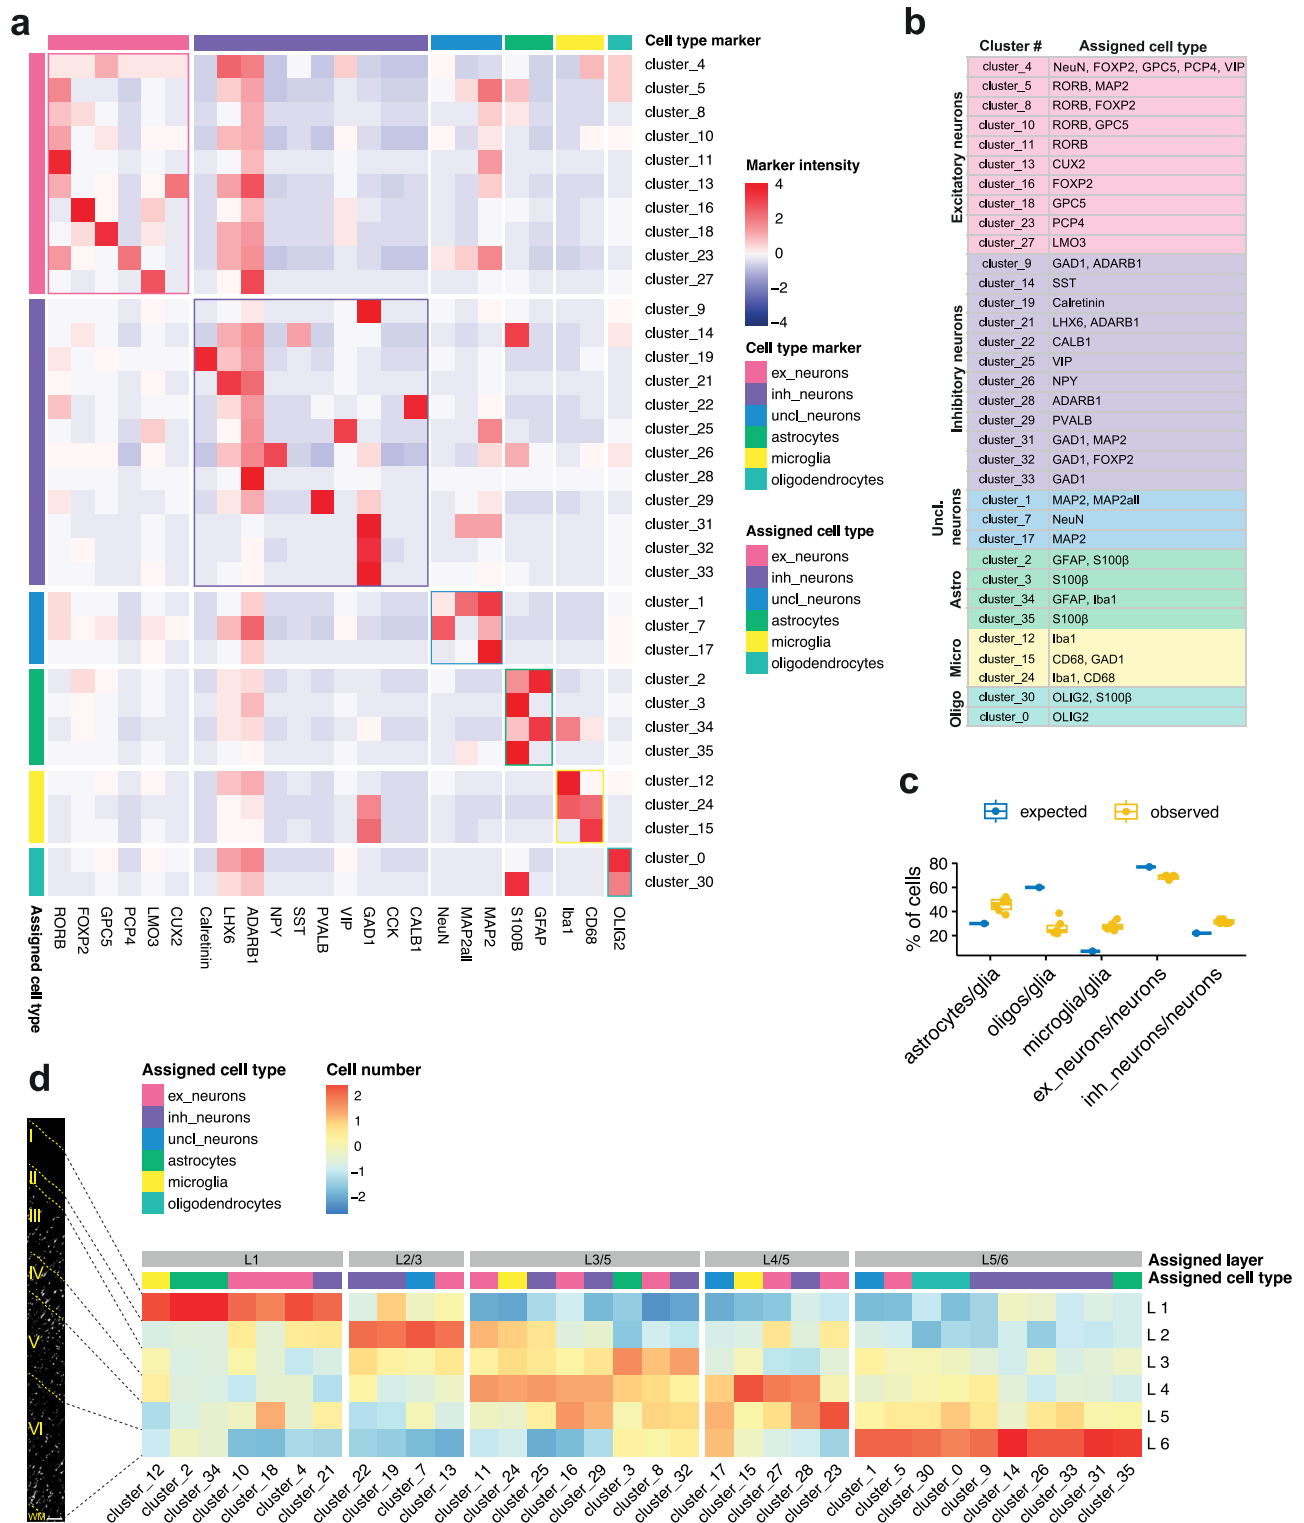 a
Cell type marker
cluster_4
cluster_5
cluster_8
cluster_10
cluster_11
cluster_13
cluster_16
cluster_18
cluster_23
cluster_27
cluster_9
cluster_14
cluster_19
cluster_21
cluster_22
cluster_25
cluster_26
cluster_28
cluster_29
cluster_31
cluster_32
cluster_33
cluster_1
cluster_7
cluster_17
cluster_2
cluster_3
cluster_34
cluster_35
cluster_12
cluster_24
cluster_15
cluster_0
cluster_30
Assigned cell type
RORB
FOXP2
GPC5
PCP4
LMO3
CUX2
Calretinin
LHX6
ADARB1
NPY
SST
PVALB
VIP
GAD1
CCK
CALB1
NeuN
MAP2all
MAP2
S100B
GFAP
Iba1
CD68
OLIG2
Marker intensity
4
2
0
−2
−4
Cell type marker
ex_neurons
inh_neurons
uncl_neurons
astrocytes
microglia
oligodendrocytes
Assigned cell type
ex_neurons
inh_neurons
uncl_neurons
astrocytes
microglia
oligodendrocytes
b
Cluster # Assigned cell type
Excitatory neurons
cluster_4 NeuN, FOXP2, GPC5, PCP4, VIP
cluster_5 RORB, MAP2
cluster_8 RORB, FOXP2
cluster_10 RORB, GPC5
cluster_11 RORB
cluster_13 CUX2
cluster_16 FOXP2
cluster_18 GPC5
cluster_23 PCP4
cluster_27 LMO3
Inhibitory neurons
cluster_9 GAD1, ADARB1
cluster_14 SST
cluster_19 Calretinin
cluster_21 LHX6, ADARB1
cluster_22 CALB1
cluster_25 VIP
cluster_26 NPY
cluster_28 ADARB1
cluster_29 PVALB
cluster_31 GAD1, MAP2
cluster_32 GAD1, FOXP2
cluster_33 GAD1
Uncl.
neurons
cluster_1 MAP2, MAP2all
cluster_7 NeuN
cluster_17 MAP2
Astro
cluster_2 GFAP, S100β
cluster_3 S100β
cluster_34 GFAP, Iba1
cluster_35 S100β
Micro
cluster_12 Iba1
cluster_15 CD68, GAD1
cluster_24 Iba1, CD68
Oligo
cluster_30 OLIG2, S100β
cluster_0 OLIG2
c
expected observed
% of cells
80
60
40
20
astrocytes/glia
oligos/glia
microglia/glia
ex_neurons/neurons
inh_neurons/neurons
d
Assigned cell type
ex_neurons
inh_neurons
uncl_neurons
astrocytes
microglia
oligodendrocytes
Cell number
2
1
0
−1
−2
I
II
III
IV
V
VI
WM
L1 L2/3 L3/5 L4/5 L5/6
Assigned layer
Assigned cell type
L 1
L 2
L 3
L 4
L 5
L 6
cluster_12
cluster_2
cluster_34
cluster_10
cluster_18
cluster_4
cluster_21
cluster_22
cluster_19
cluster_7
cluster_13
cluster_11
cluster_24
cluster_25
cluster_16
cluster_29
cluster_3
cluster_8
cluster_32
cluster_17
cluster_15
cluster_27
cluster_28
cluster_23
cluster_1
cluster_5
cluster_30
cluster_0
cluster_9
cluster_14
cluster_26
cluster_33
cluster_31
cluster_35